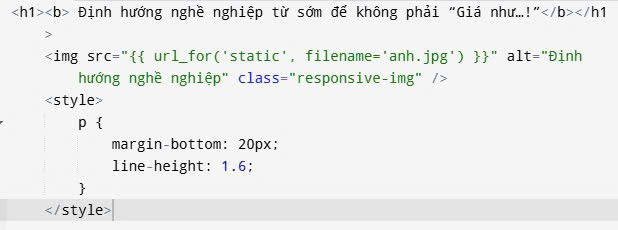 <h1><b> Định hướng nghề nghiệp từ sớm để không phải “Giá như…!”</b></h1
>
<img src="{{ url_for('static', filename='anh.jpg') }}" alt="Định
hướng nghề nghiệp" class="responsive-img" />
<style>
p {
margin-bottom: 20px;
line-height: 1.6;
}
</style>